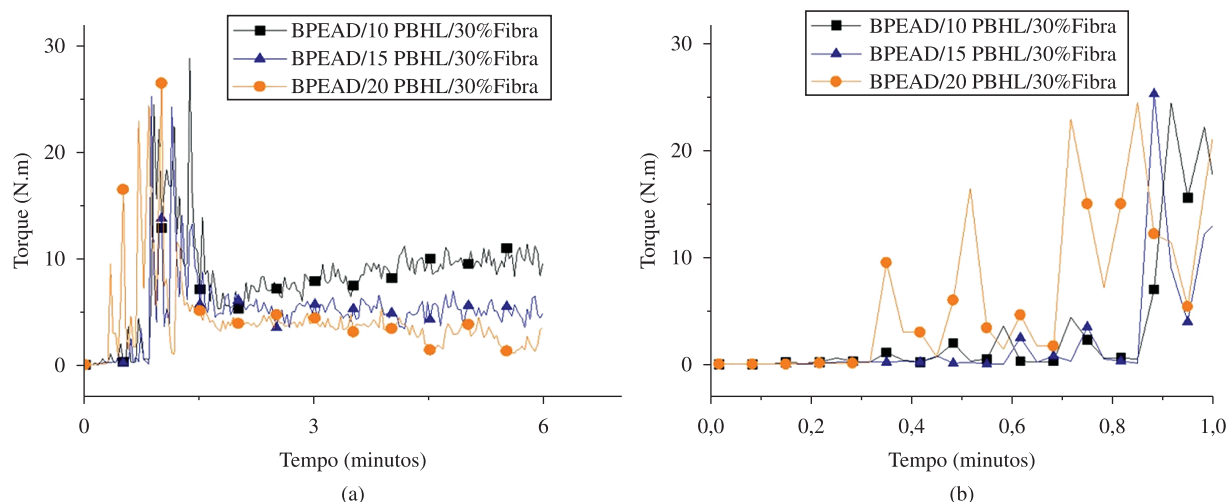 BPEAD/10 PBHL/30%Fibra
BPEAD/15 PBHL/30%Fibra
BPEAD/20 PBHL/30%Fibra
30
20
10
0
Torque (N.m)
0
3
6
Tempo (minutos)
(a)
BPEAD/10 PBHL/30%Fibra
BPEAD/15 PBHL/30%Fibra
BPEAD/20 PBHL/30%Fibra
30
20
10
0
Torque (N.m)
0,0
0,2
0,4
0,6
0,8
1,0
Tempo (minutos)
(b)